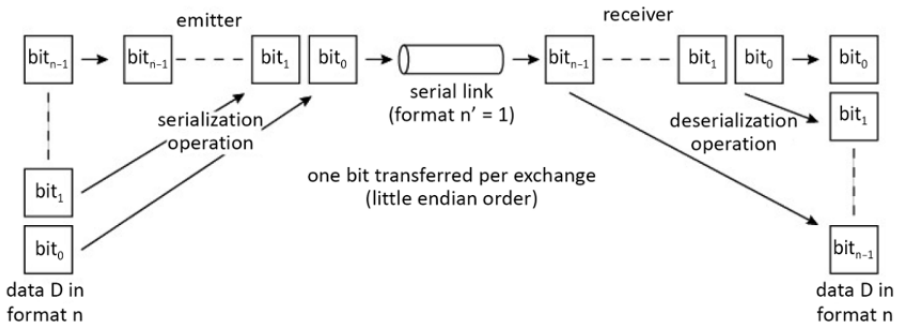 emitter
receiver
bitn-1
bitn-1
bit1
bit0
bitn-1
bit1
bit0
bit0
serial link
(format n′ = 1)
bit1
serialization
operation
deserialization
operation
one bit transferred per exchange
(little endian order)
bit1
bit0
bitn-1
data D in
format n
data D in
format n